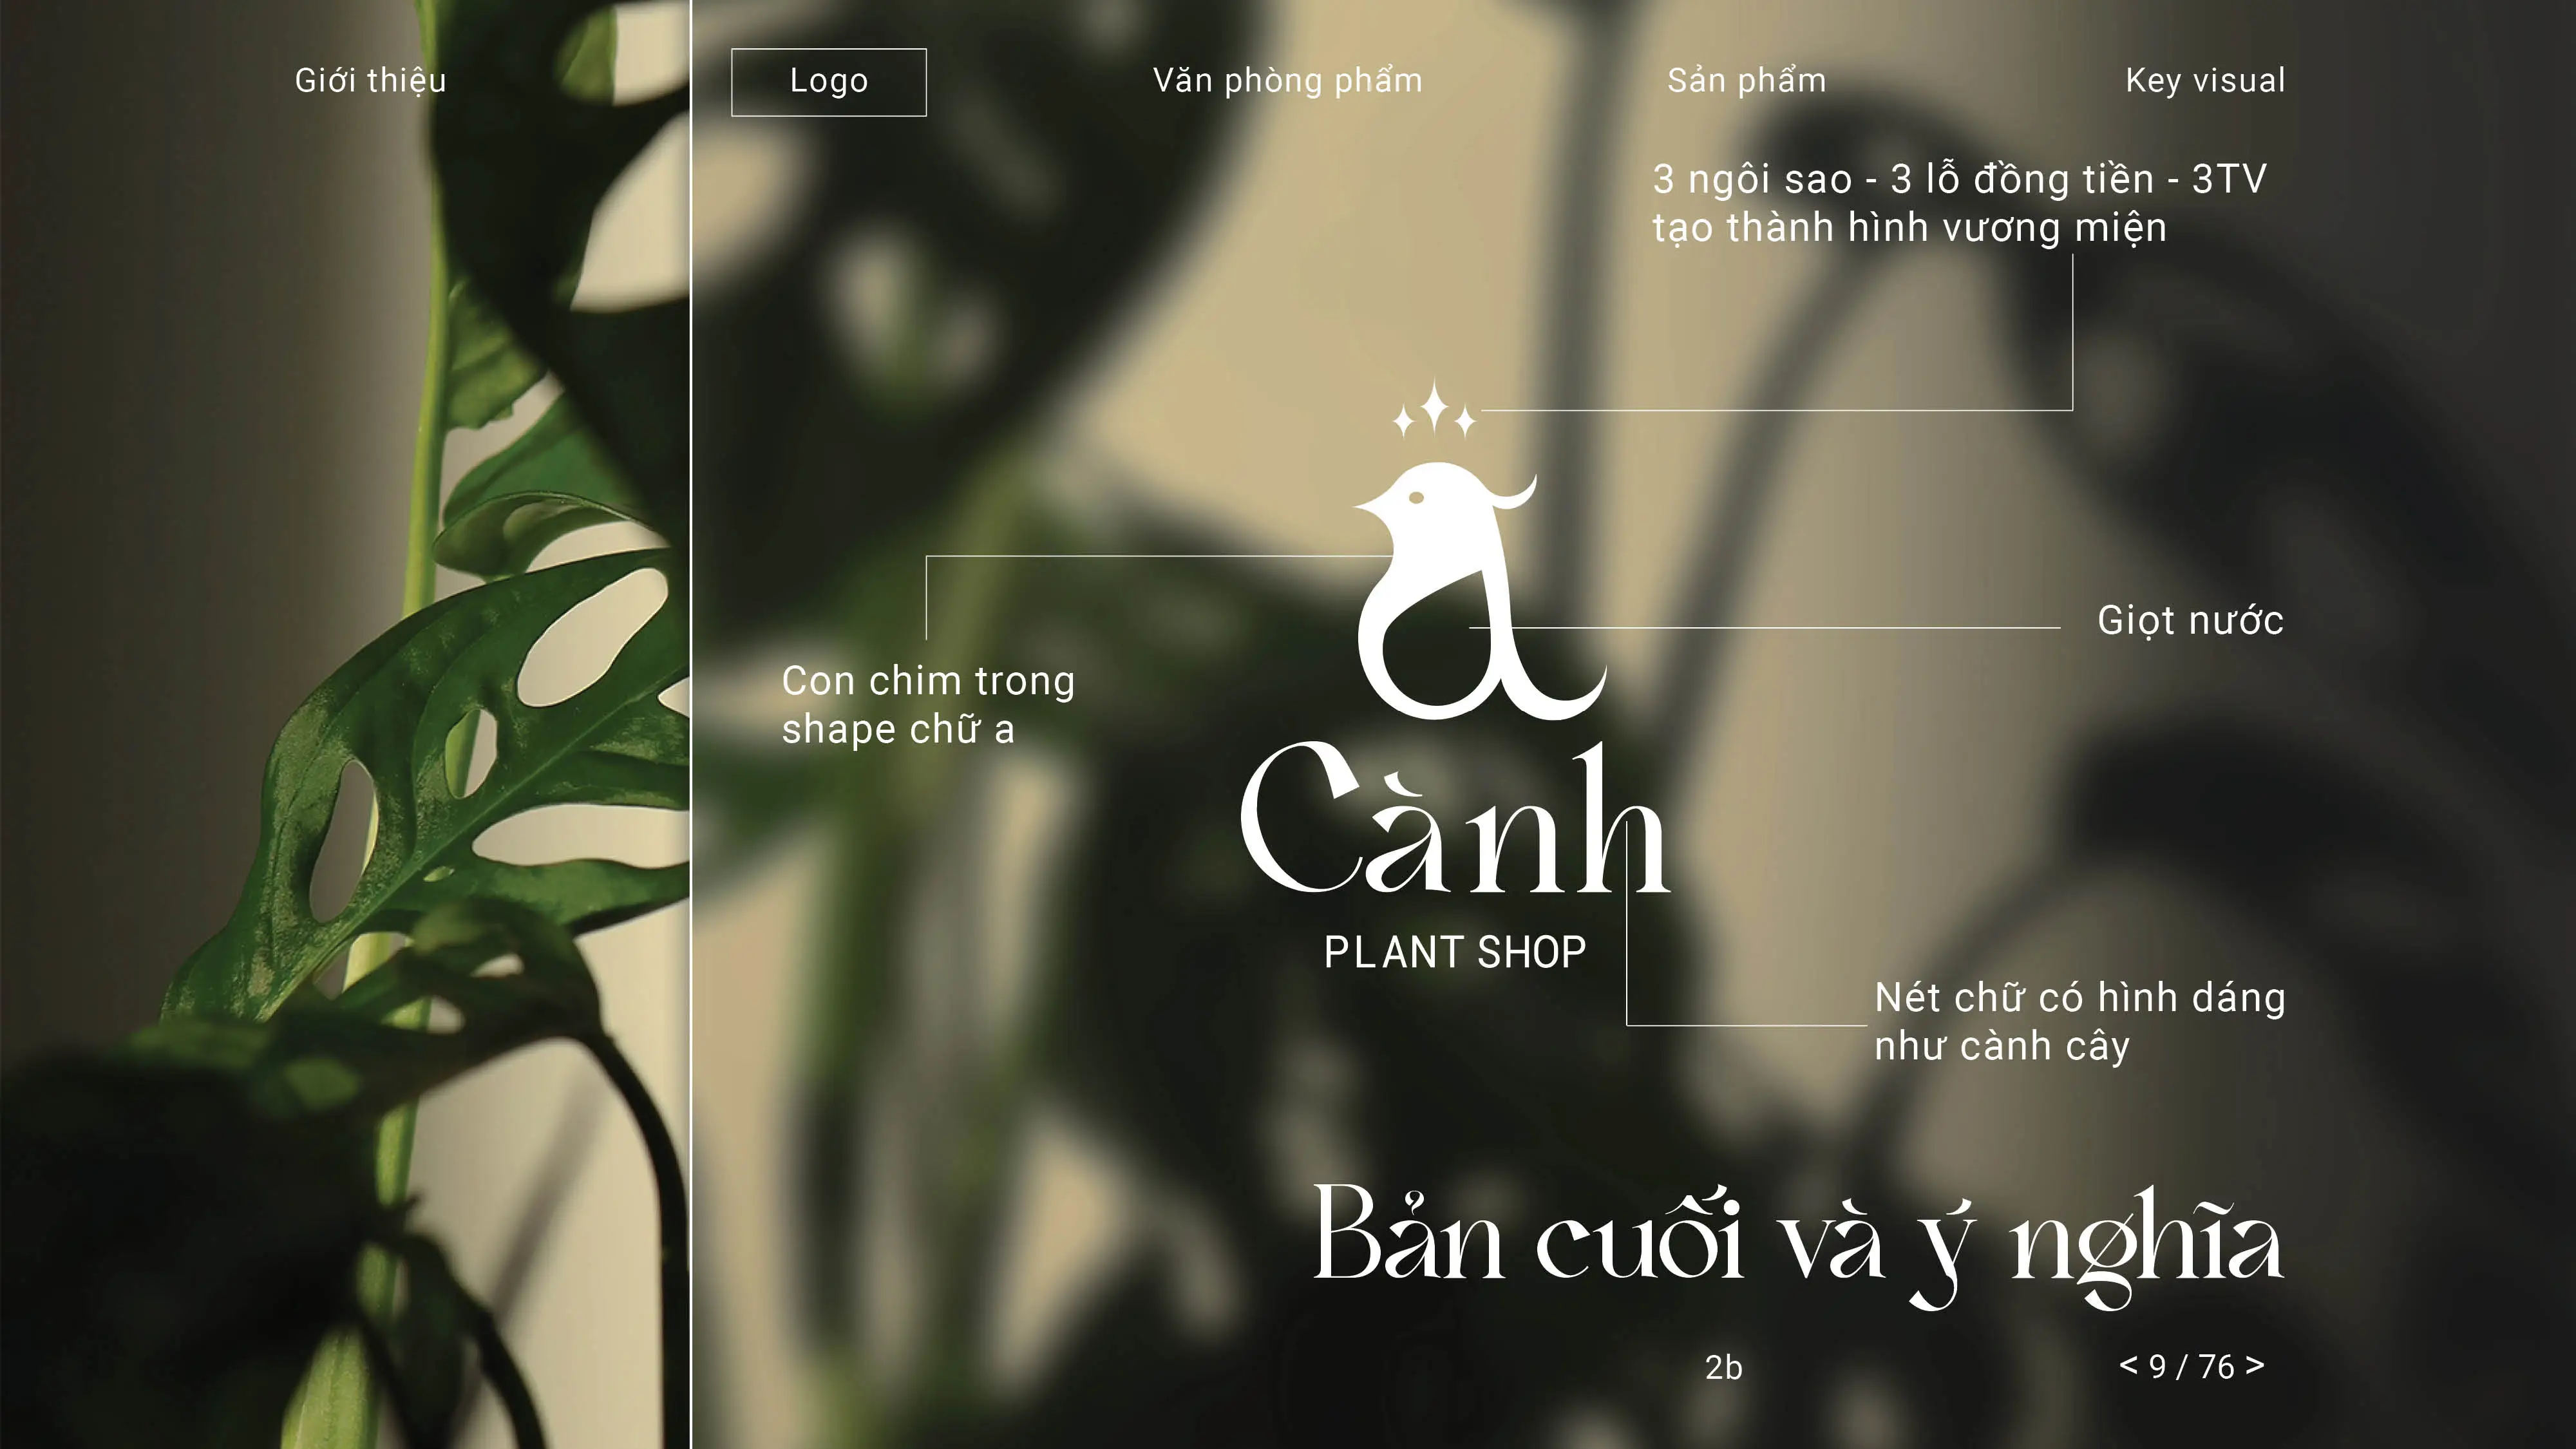 Giới thiệu
Logo
Văn phòng phẩm
Sản phẩm
Key visual
3 ngôi sao - 3 lỗ đồng tiền - 3TV
tạo thành hình vương miện
Giọt nước
Con chim trong
shape chữ a
Cành
PLANT SHOP
Nét chữ có hình dáng
như cành cây
Bản cuối và ý nghĩa
2b
< 9 / 76 >